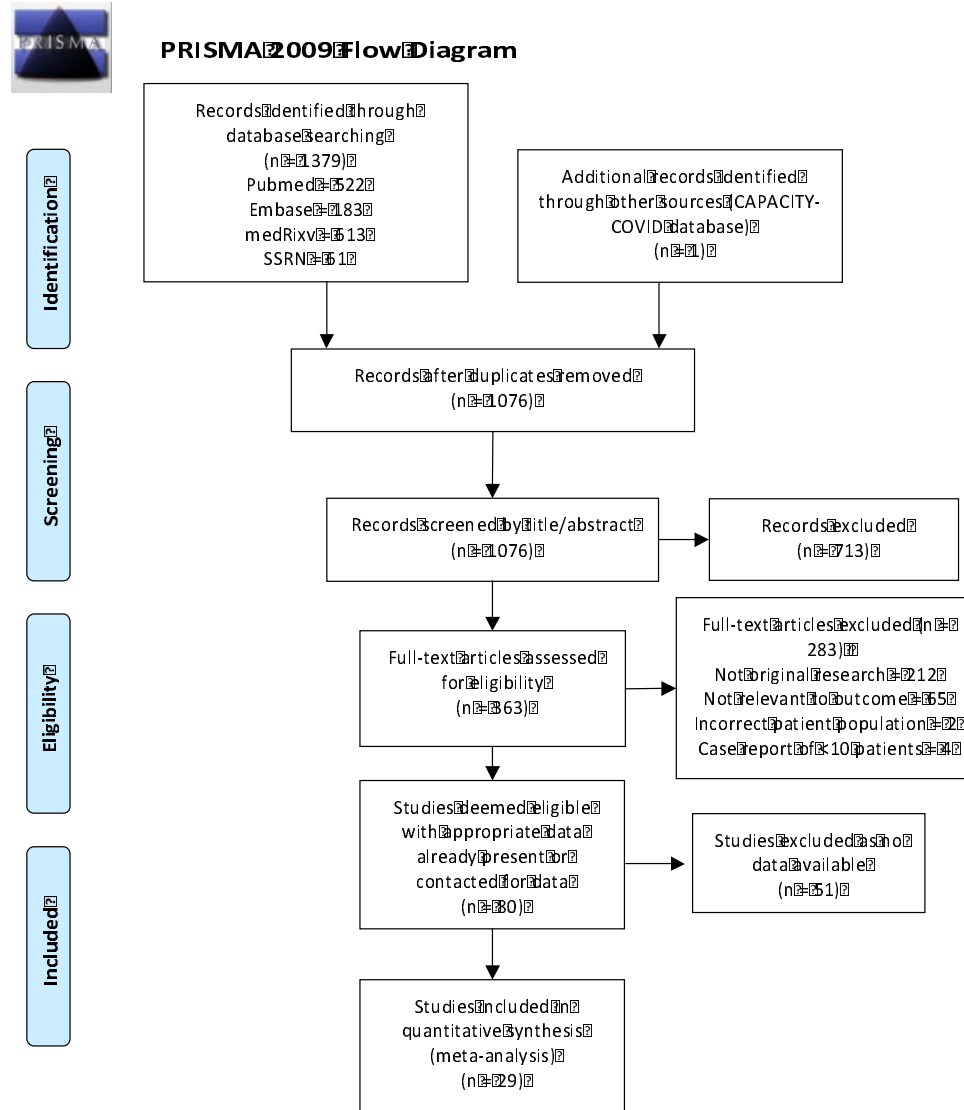 PRISMA
PRISMA 2009 Flow Diagram
Identification
Records identified through
database searching
(n = 1379)
Pubmed = 522
Embase = 183
medRixv = 613
SSRN = 61
Additional records identified
through other sources (CAPACITY-
COVID database)
(n = 1)
Records after duplicates removed
(n = 1076)
Screening
Records screened by title/abstract
(n = 1076)
Records excluded
(n = 713)
Eligibility
Full-text articles assessed
for eligibility
(n = 363)
Full-text articles excluded (n =
283)
Not original research = 212
Not relevant to outcome = 65
Incorrect patient population = 2
Case report of <10 patients = 4
Studies deemed eligible
with appropriate data
already present or
contacted for data
(n = 80)
Studies excluded as no
data available
(n = 51)
Included
Studies included in
quantitative synthesis
(meta-analysis)
(n = 29)